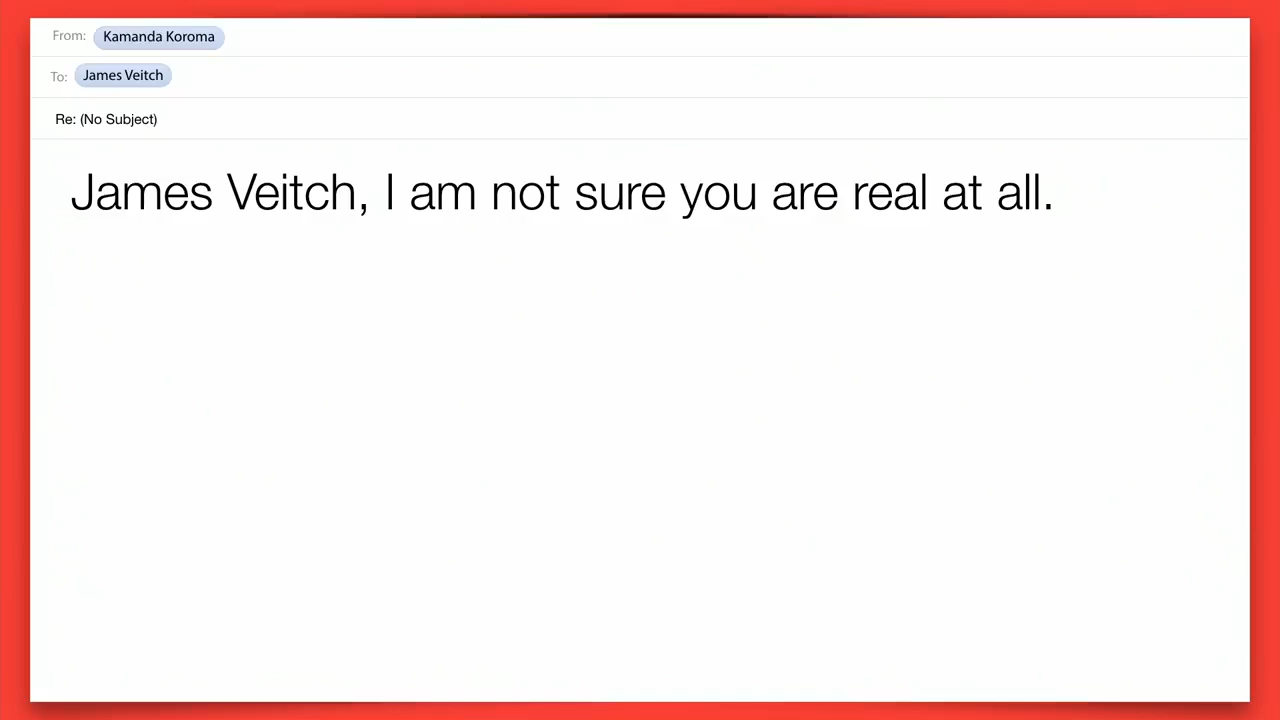 From: Kamanda Koroma
To: James Veitch
Re: (No Subject)
James Veitch, I am not sure you are real at all.